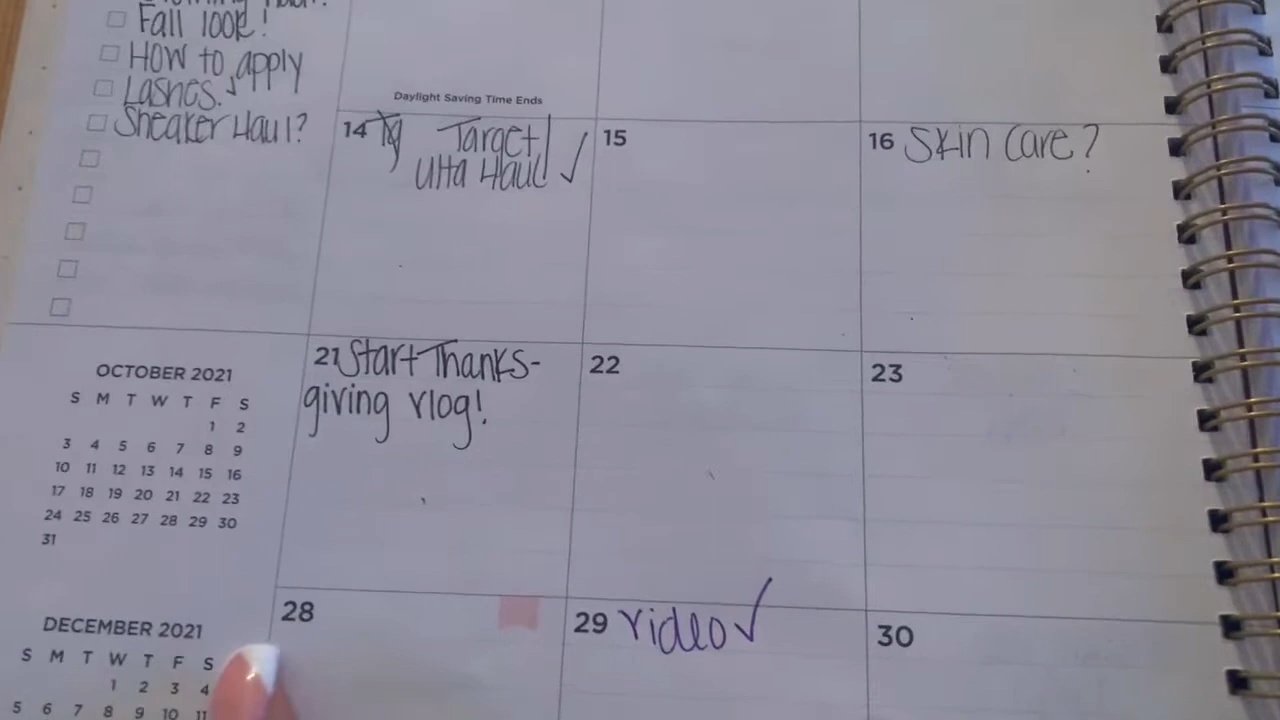 Fall look!
How to apply
Lashes.
Sneaker Haul?
Daylight Saving Time Ends
14 Target/
Ulta Haul!
15
16 Skin Care?
21 Start Thanks-
giving vlog!
22
23
28
29 video
30
OCTOBER 2021
S M T W T F S
1 2
3 4 5 6 7 8 9
10 11 12 13 14 15 16
17 18 19 20 21 22 23
24 25 26 27 28 29 30
31
DECEMBER 2021
S M T W T F S
1 2 3 4
5 6 7 8 9 10 11